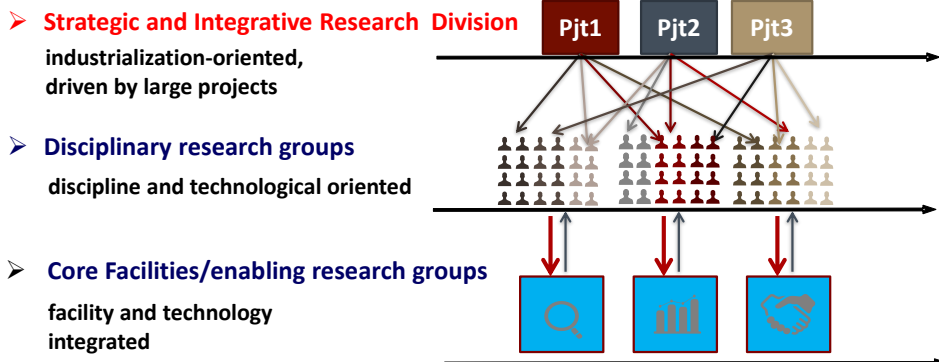 Strategic and Integrative Research Division
industrialization-oriented,
driven by large projects
Pjt1
Pjt2
Pjt3
Disciplinary research groups
discipline and technological oriented
Core Facilities/enabling research groups
facility and technology
integrated